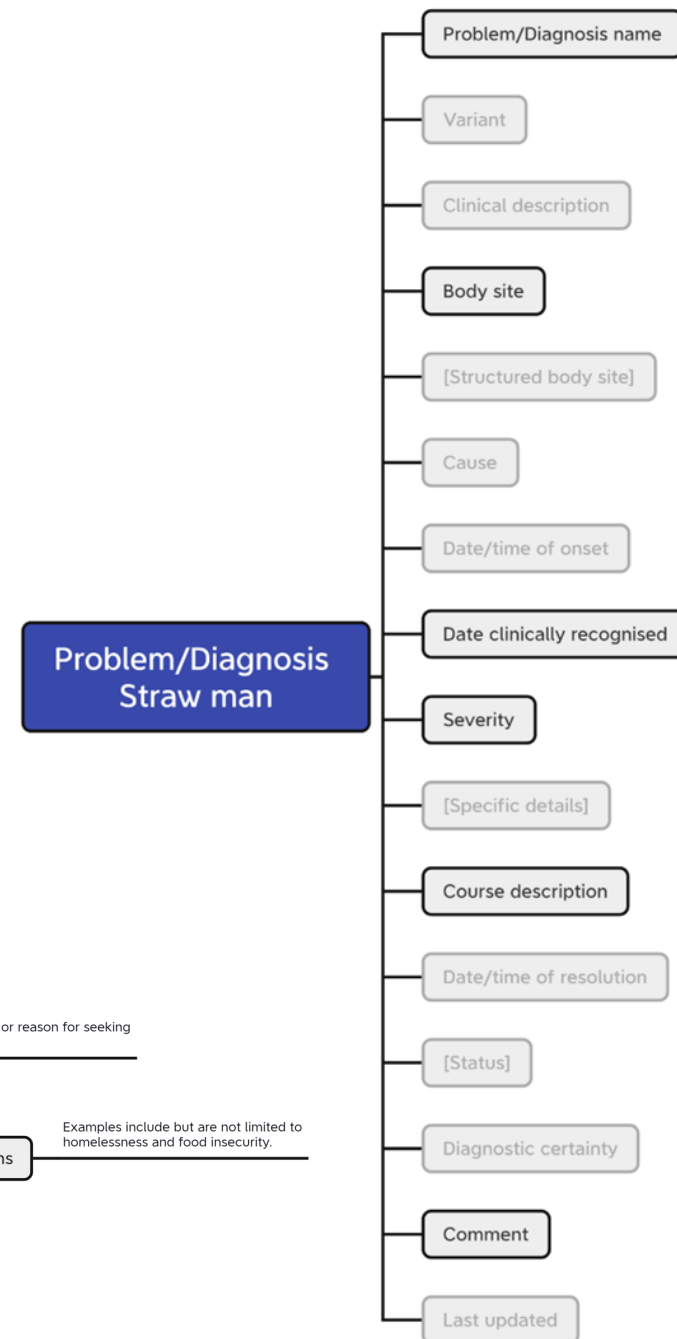 Problem/Diagnosis name
Variant
Clinical description
Body site
[Structured body site]
Cause
Date/time of onset
Problem/Diagnosis
Straw man
Date clinically recognised
Severity
[Specific details]
Course description
Date/time of resolution
or reason for seeking
[Status]
Examples include but are not limited to
homelessness and food insecurity.
ns
Diagnostic certainty
Comment
Last updated